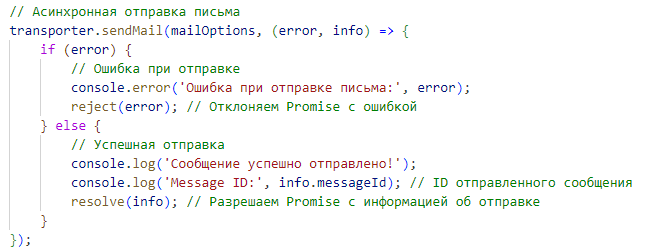 // Асинхронная отправка письма
transporter.sendMail(mailOptions, (error, info) => {
    if (error) {
        // Ошибка при отправке
        console.error('Ошибка при отправке письма:', error);
        reject(error); // Отклоняем Promise с ошибкой
    } else {
        // Успешная отправка
        console.log('Сообщение успешно отправлено!');
        console.log('Message ID:', info.messageId); // ID отправленного сообщения
        resolve(info); // Разрешаем Promise с информацией об отправке
    }
});